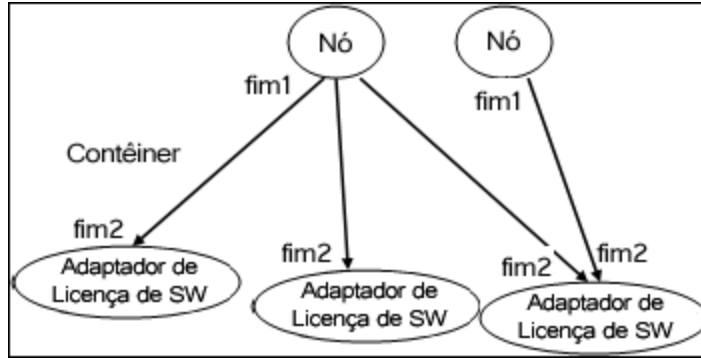 Nó
Nó
fim1
fim1
Contêiner
fim2
fim2
fim2
fim2
Adaptador de
Licença de SW
Adaptador de
Licença de SW
Adaptador de
Licença de SW